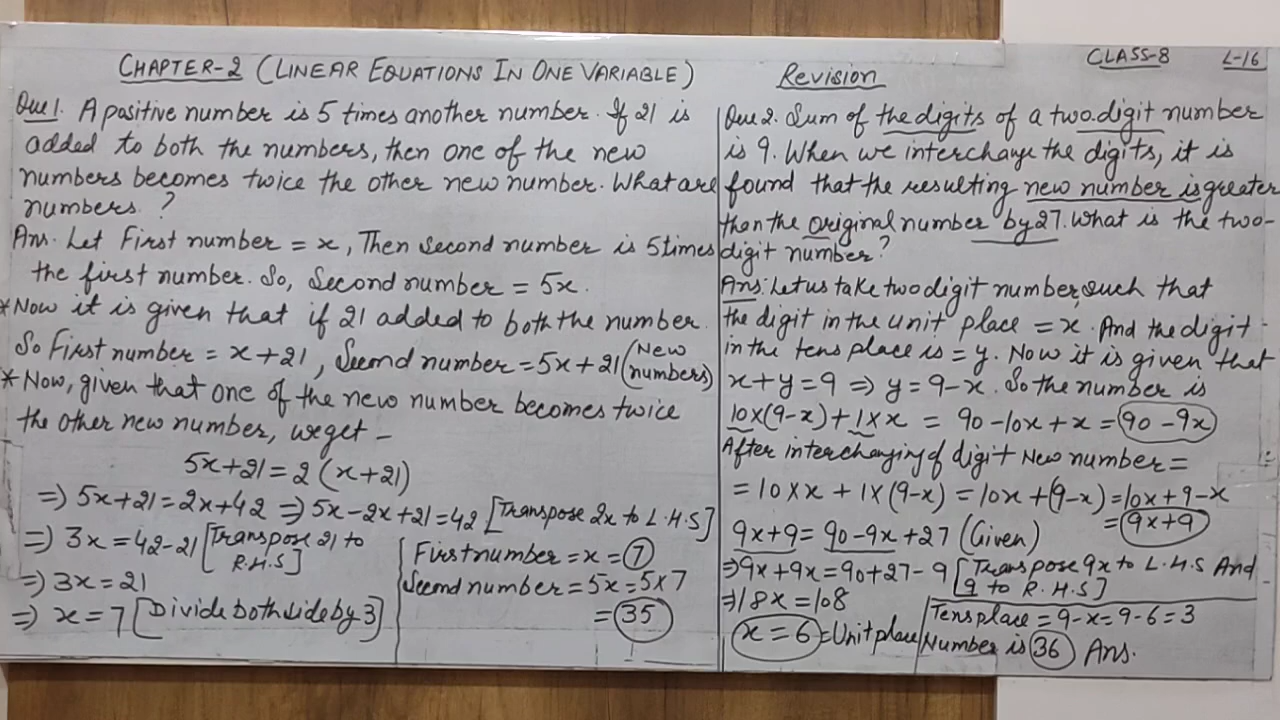 CHAPTER-2 (LINEAR EQUATIONS IN ONE VARIABLE)
Revision
CLASS-8 L-16
Que 1. A positive number is 5 times another number. If 21 is
added to both the numbers, then one of the new
numbers becomes twice the other new number. What are
numbers ?
Ans. Let First number = x, Then second number is 5 times
the first number. So, Second number = 5x.
* Now it is given that if 21 added to both the number.
So First number = x+21, Second number = 5x+21 (New numbers)
* Now, given that one of the new number becomes twice
the other new number, we get -
5x+21 = 2(x+21)
⇒ 5x+21 = 2x+42 ⇒ 5x-2x+21=42 [Transpose 2x to L.H.S]
⇒ 3x = 42-21 [Transpose 21 to R.H.S]
⇒ 3x = 21
⇒ x = 7 [Divide both side by 3]
First number = x = 7
Second number = 5x = 5x7
= 35
Que 2. Sum of the digits of a two-digit number
is 9. When we interchange the digits, it is
found that the resulting new number is greater
than the original number by 27. What is the two-
digit number?
Ans: Let us take two digit number, such that
the digit in the unit place = x. And the digit
in the tens place is = y. Now it is given that
x+y=9 ⇒ y=9-x. So the number is
10x(9-x)+1xx = 90-10x+x = 90-9x
After interchanging of digit New number =
= 10xx + 1x(9-x) = 10x+(9-x) = 10x+9-x
= 9x+9
9x+9 = 90-9x+27 (Given)
⇒ 9x+9x = 90+27-9 [Transpose 9x to L.H.S And 9 to R.H.S]
⇒ 18x = 108
x = 6 = Unit place
Tens place = 9-x = 9-6 = 3
Number is 36 Ans.